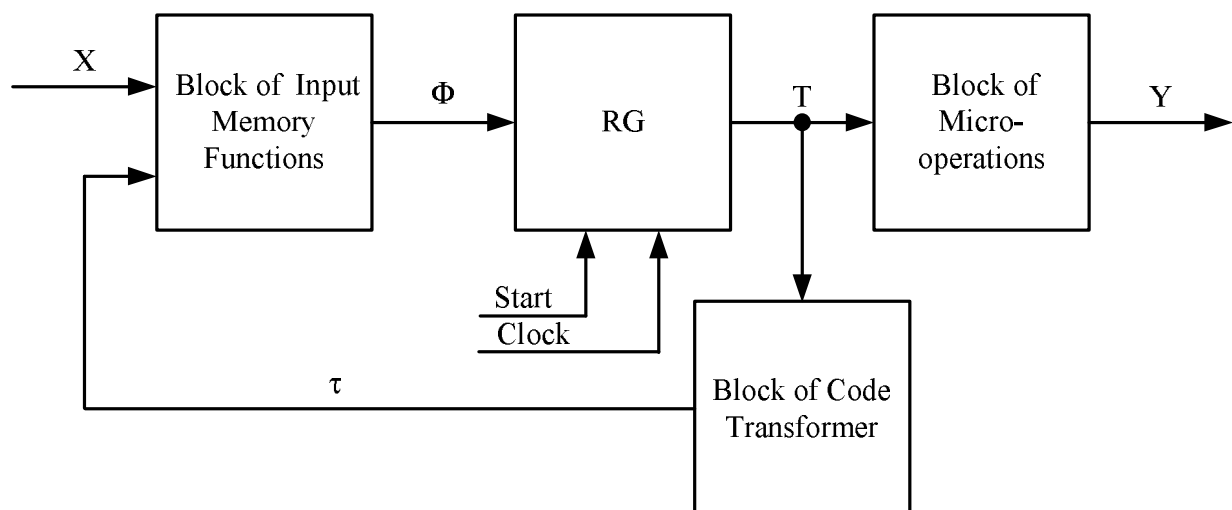 X
Block of Input
Memory
Functions
Φ
RG
T
Block of
Micro-
operations
Y
Start
Clock
τ
Block of Code
Transformer